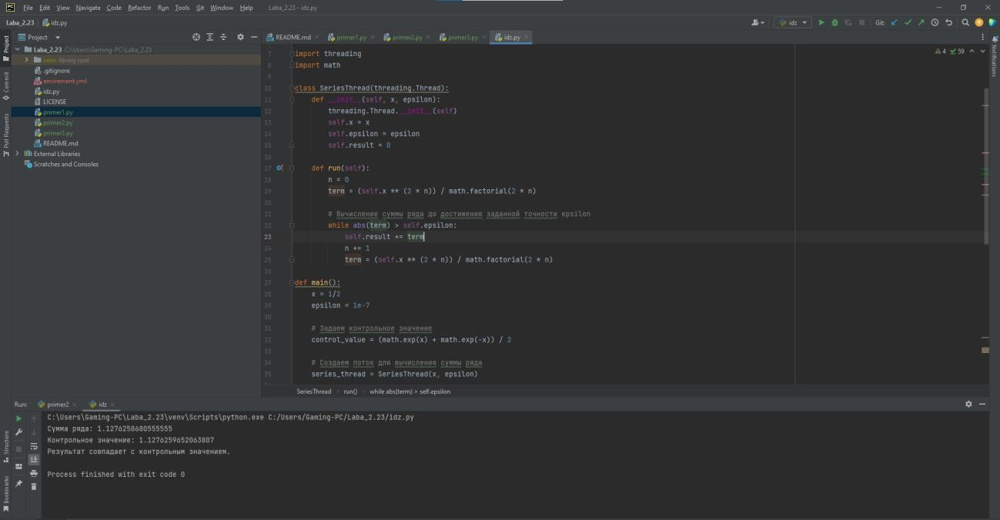 PC File Edit View Navigate Code Refactor Run Tools Git Window Help Laba_2.23 - idz.py
Laba_2.23 idz.py idz Git:
Project
README.md primer1.py primer2.py primer3.py idz.py
Project
Commit
Pull Requests
Structure
Bookmarks
Notifications
Laba_2.23 C:\Users\Gaming-PC\Laba_2.23
venv library root
.gitignore
envirement.yml
idz.py
LICENSE
primer1.py
primer2.py
primer3.py
README.md
External Libraries
Scratches and Consoles
4 59
7 import threading
8 import math
9
10 class SeriesThread(threading.Thread):
11 def __init__(self, x, epsilon):
12 threading.Thread.__init__(self)
13 self.x = x
14 self.epsilon = epsilon
15 self.result = 0
16
17 def run(self):
18 n = 0
19 term = (self.x ** (2 * n)) / math.factorial(2 * n)
20
21 # Вычисление суммы ряда до достижения заданной точности epsilon
22 while abs(term) > self.epsilon:
23 self.result += term
24 n += 1
25 term = (self.x ** (2 * n)) / math.factorial(2 * n)
26
27 def main():
28 x = 1/2
29 epsilon = 1e-7
30
31 # Задаем контрольное значение
32 control_value = (math.exp(x) + math.exp(-x)) / 2
33
34 # Создаем поток для вычисления суммы ряда
35 series_thread = SeriesThread(x, epsilon)
SeriesThread run() while abs(term) > self.epsilon
Run: primer2 idz
C:\Users\Gaming-PC\Laba_2.23\venv\Scripts\python.exe C:/Users/Gaming-PC/Laba_2.23/idz.py
Сумма ряда: 1.1276258680555555
Контрольное значение: 1.1276259652063807
Результат совпадает с контрольным значением.
Process finished with exit code 0